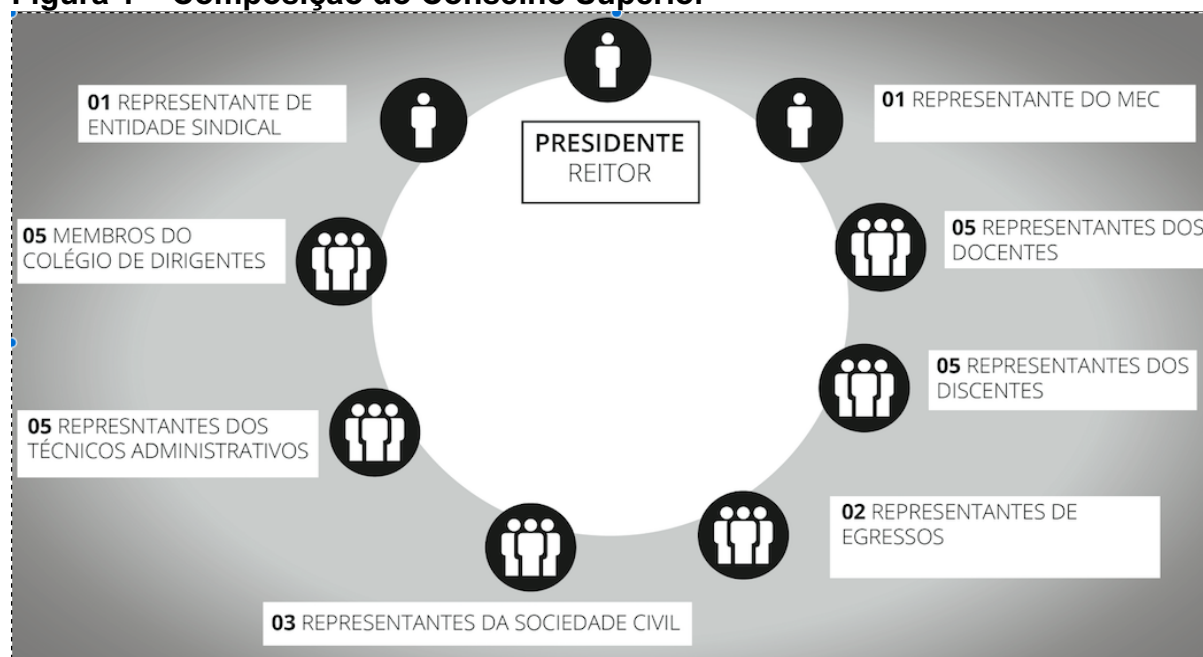 Figura 1 – Composição do Conselho Superior
PRESIDENTE
REITOR
01 REPRESENTANTE DO MEC
05 REPRESENTANTES DOS
DOCENTES
05 REPRESENTANTES DOS
DISCENTES
02 REPRESENTANTES DE
EGRESSOS
03 REPRESENTANTES DA SOCIEDADE CIVIL
05 REPRESNTANTES DOS
TÉCNICOS ADMINISTRATIVOS
05 MEMBROS DO
COLÉGIO DE DIRIGENTES
01 REPRESENTANTE DE
ENTIDADE SINDICAL